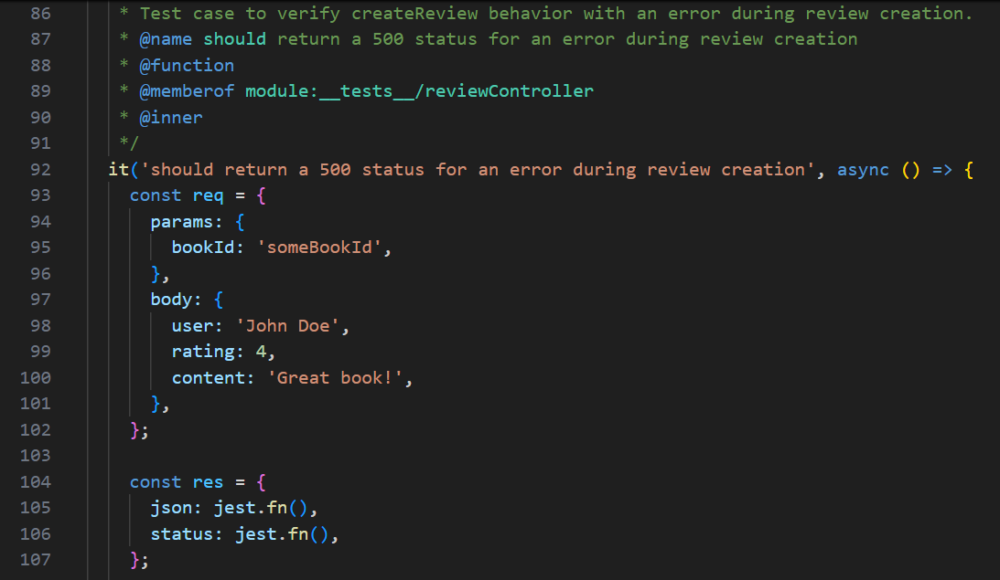 86 * Test case to verify createReview behavior with an error during review creation.
87 * @name should return a 500 status for an error during review creation
88 * @function
89 * @memberof module:__tests__/reviewController
90 * @inner
91 */
92 it('should return a 500 status for an error during review creation', async () => {
93 const req = {
94 params: {
95 bookId: 'someBookId',
96 },
97 body: {
98 user: 'John Doe',
99 rating: 4,
100 content: 'Great book!',
101 },
102 };
103
104 const res = {
105 json: jest.fn(),
106 status: jest.fn(),
107 };